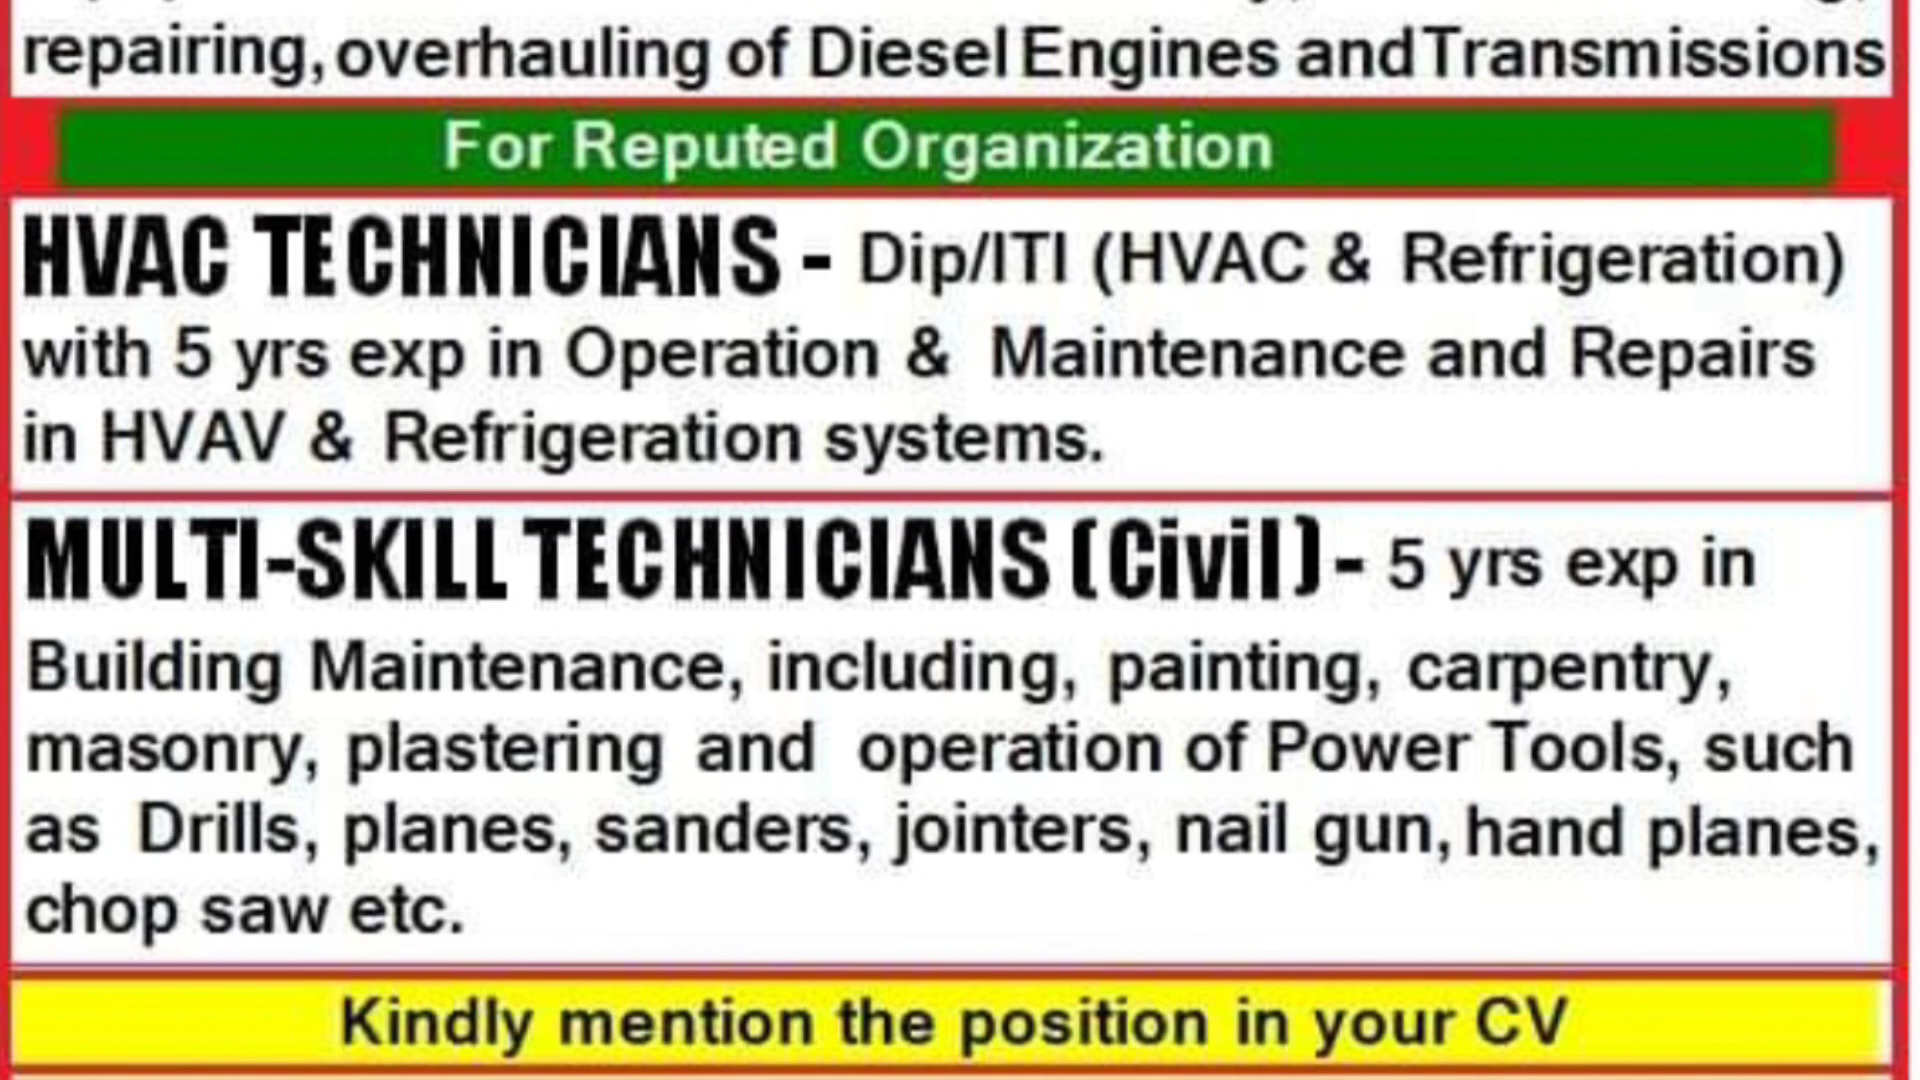 repairing, overhauling of Diesel Engines and Transmissions
For Reputed Organization
HVAC TECHNICIANS - Dip/ITI (HVAC & Refrigeration)
with 5 yrs exp in Operation & Maintenance and Repairs
in HVAV & Refrigeration systems.
MULTI-SKILL TECHNICIANS (Civil) - 5 yrs exp in
Building Maintenance, including, painting, carpentry,
masonry, plastering and operation of Power Tools, such
as Drills, planes, sanders, jointers, nail gun, hand planes,
chop saw etc.
Kindly mention the position in your CV